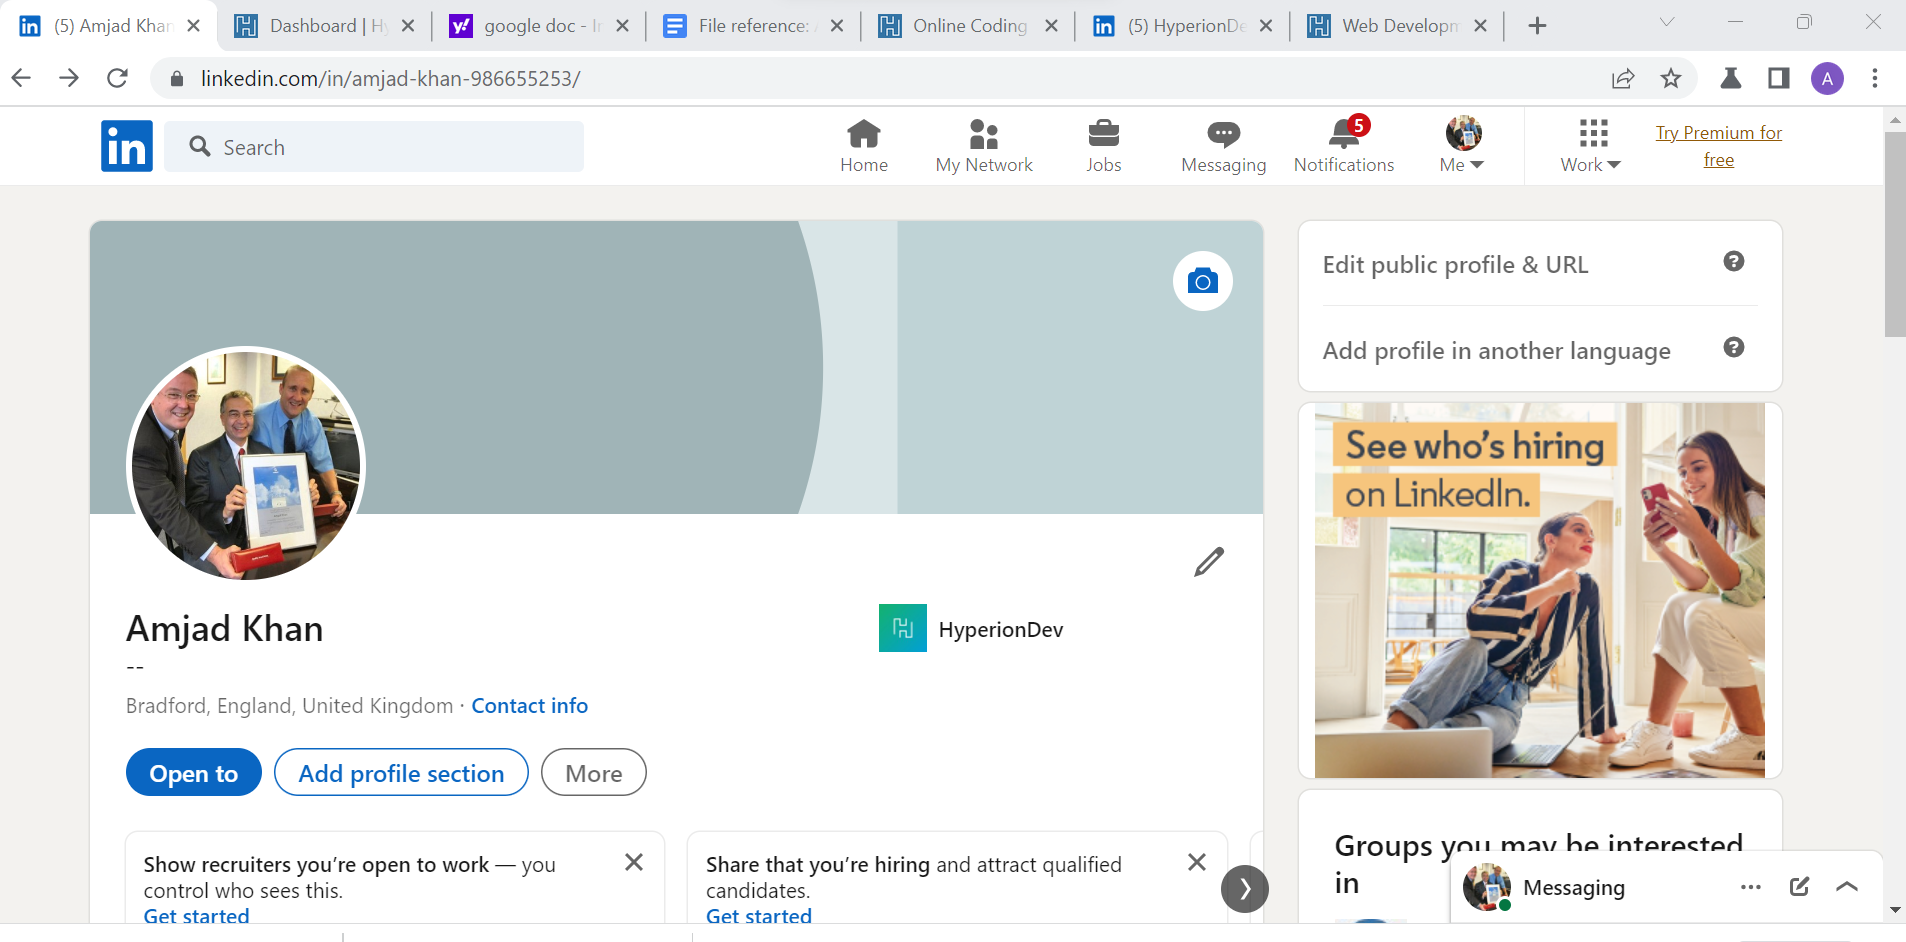 (5) Amjad Khan
Dashboard | Hy
google doc - In
File reference:
Online Coding
(5) HyperionDe
Web Developm
linkedin.com/in/amjad-khan-986655253/
A
in
Search
Home
My Network
Jobs
Messaging
5
Notifications
Me
Work
Try Premium for
free
Edit public profile & URL
Add profile in another language
See who's hiring
on LinkedIn.
Amjad Khan
--
HyperionDev
Bradford, England, United Kingdom · Contact info
Open to
Add profile section
More
Show recruiters you're open to work — you
control who sees this.
Get started
Share that you're hiring and attract qualified
candidates.
Get started
Groups you may be interested
in
Messaging